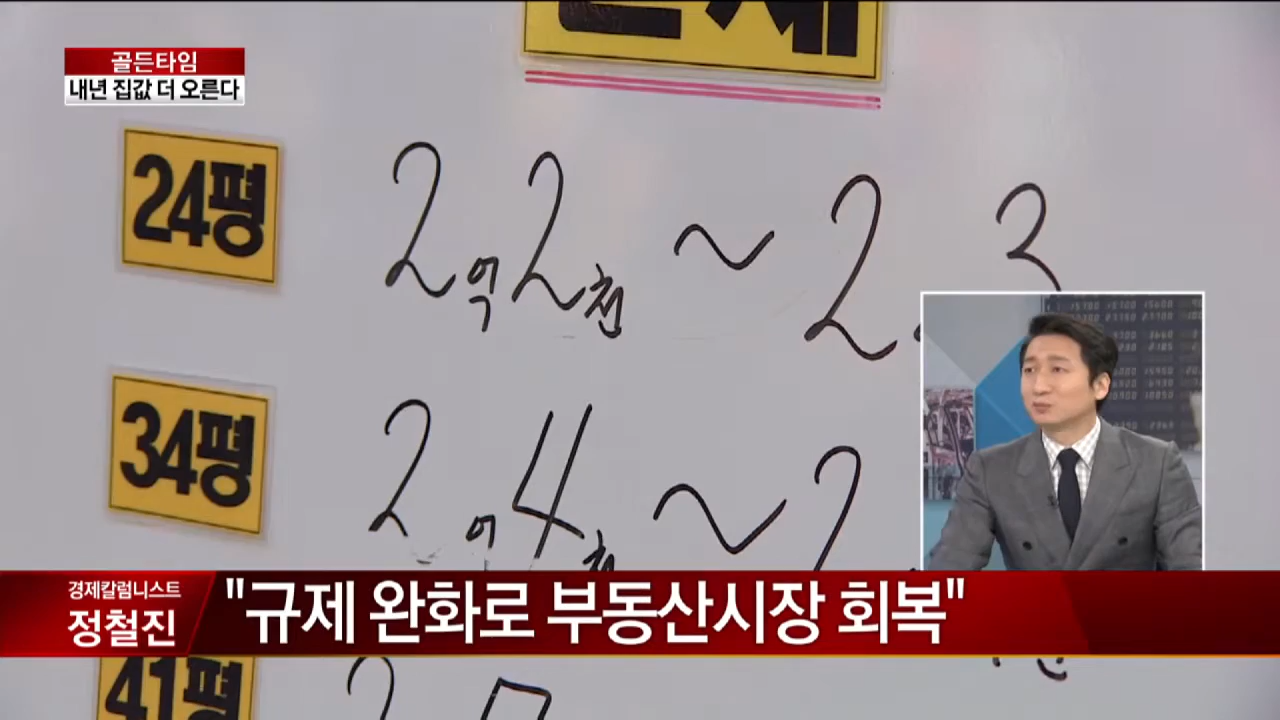 골든타임
내년 집값 더 오른다
24평 2억2천 ~ 2.3
34평 2억4천 ~ 2
경제칼럼니스트
정철진
"규제 완화로 부동산시장 회복"
41평 2